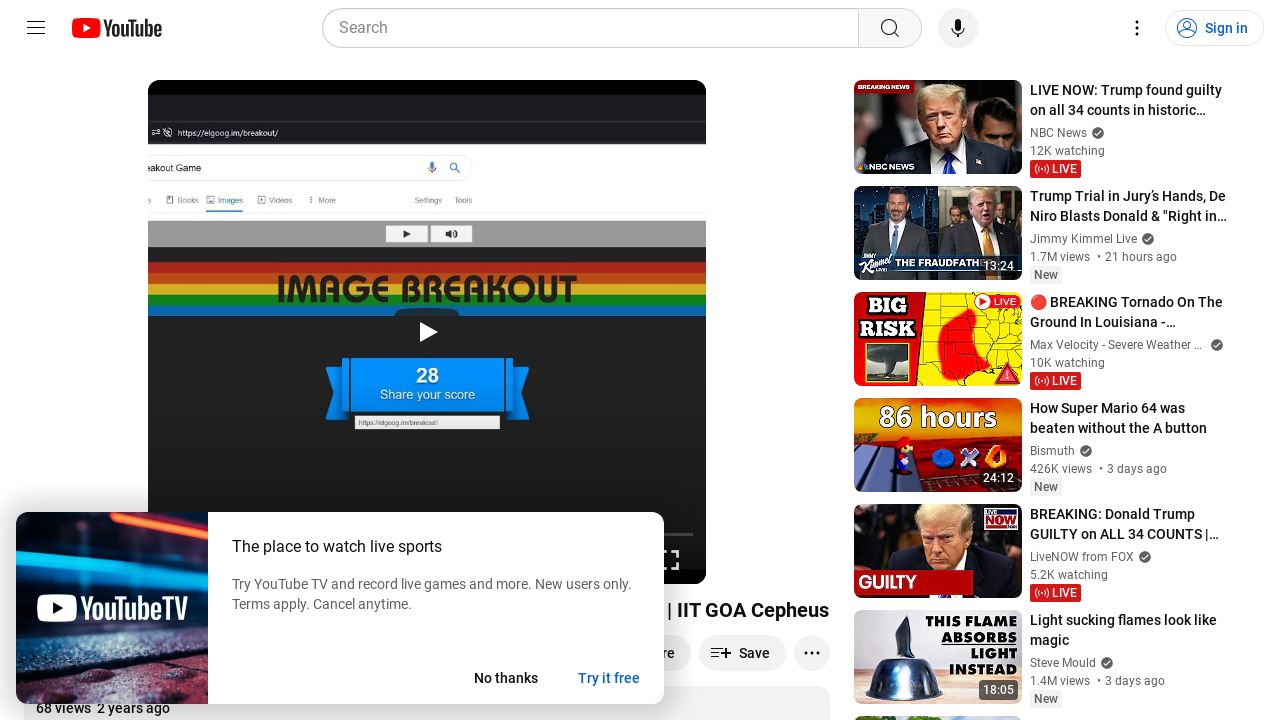 YouTube
Search
Sign in
https://elgoog.im/breakout/
eakout Game
Books
Images
Videos
More
Settings
Tools
IMAGE BREAKOUT
28
Share your score
https://elgoog.im/breakout/
| IIT GOA Cepheus
Save
68 views 2 years ago
YouTubeTV
The place to watch live sports
Try YouTube TV and record live games and more. New users only.
Terms apply. Cancel anytime.
No thanks
Try it free
BREAKING NEWS
NBC NEWS
LIVE NOW: Trump found guilty
on all 34 counts in historic…
NBC News
12K watching
LIVE
JIMMY
KIMMEL
LIVE!
THE FRAUDFATHE
13:24
Trump Trial in Jury’s Hands, De
Niro Blasts Donald & "Right in…
Jimmy Kimmel Live
1.7M views • 21 hours ago
New
BIG
RISK
LIVE
🔴 BREAKING Tornado On The
Ground In Louisiana -…
Max Velocity - Severe Weather …
10K watching
LIVE
86 hours
24:12
How Super Mario 64 was
beaten without the A button
Bismuth
426K views • 3 days ago
New
LIVE
NOW
FOX
GUILTY
BREAKING: Donald Trump
GUILTY on ALL 34 COUNTS |…
LiveNOW from FOX
5.2K watching
LIVE
THIS FLAME
ABSORBS
LIGHT
INSTEAD
18:05
Light sucking flames look like
magic
Steve Mould
1.4M views • 3 days ago
New